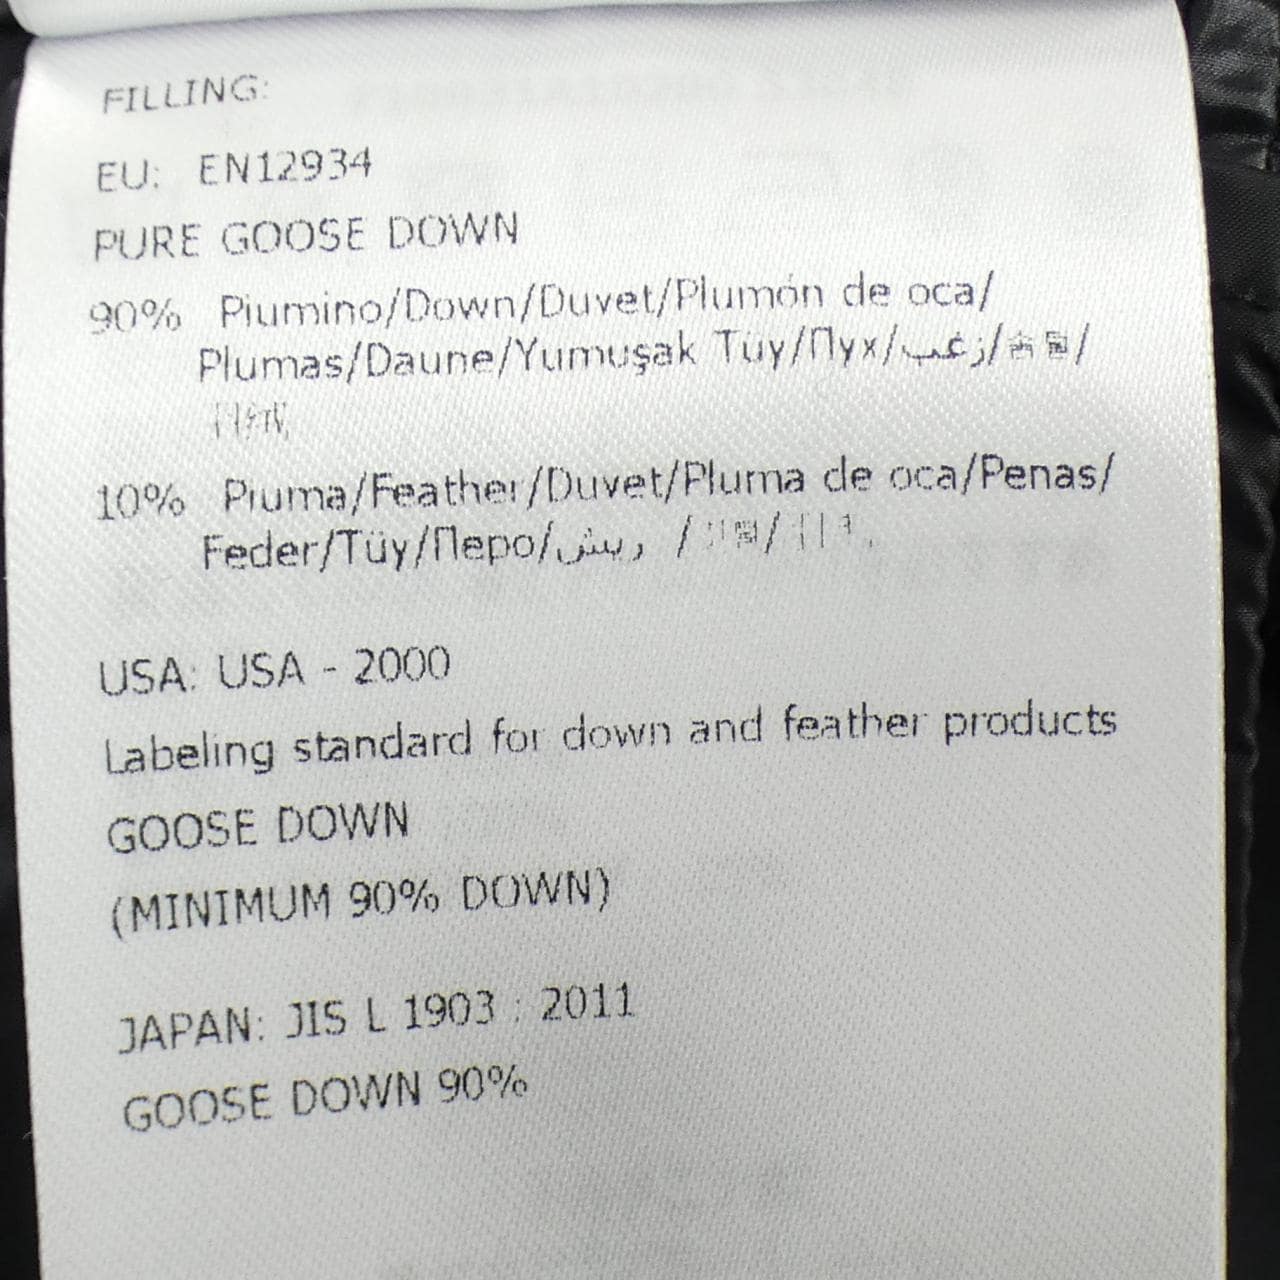 FILLING:
EU: EN12934
PURE GOOSE DOWN
90% Piumino/Down/Duvet/Plumón de oca/
Plumas/Daune/Yumuşak Tüy/Пух/زغب/
10% Piuma/Feather/Duvet/Pluma de oca/Penas/
Feder/Tüy/Перо/ريش /
USA: USA - 2000
Labeling standard for down and feather products
GOOSE DOWN
(MINIMUM 90% DOWN)
JAPAN: JIS L 1903 : 2011
GOOSE DOWN 90%